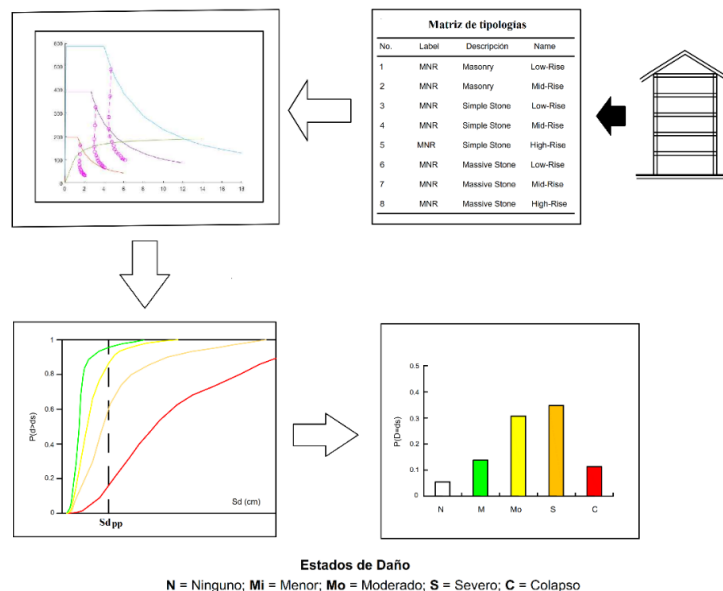 600
500
400
300
200
100
0
0 2 4 6 8 10 12 14 16 18
Matriz de tipologías
No. Label Descripción Name
1 MNR Masonry Low-Rise
2 MNR Masonry Mid-Rise
3 MNR Simple Stone Low-Rise
4 MNR Simple Stone Mid-Rise
5 MNR Simple Stone High-Rise
6 MNR Massive Stone Low-Rise
7 MNR Massive Stone Mid-Rise
8 MNR Massive Stone High-Rise
P(d>ds)
1
0.8
0.6
0.4
0.2
0
Sd (cm)
Sdpp
P(D=ds)
0.5
0.4
0.3
0.2
0.1
0
N M Mo S C
Estados de Daño
N = Ninguno; Mi = Menor; Mo = Moderado; S = Severo; C = Colapso